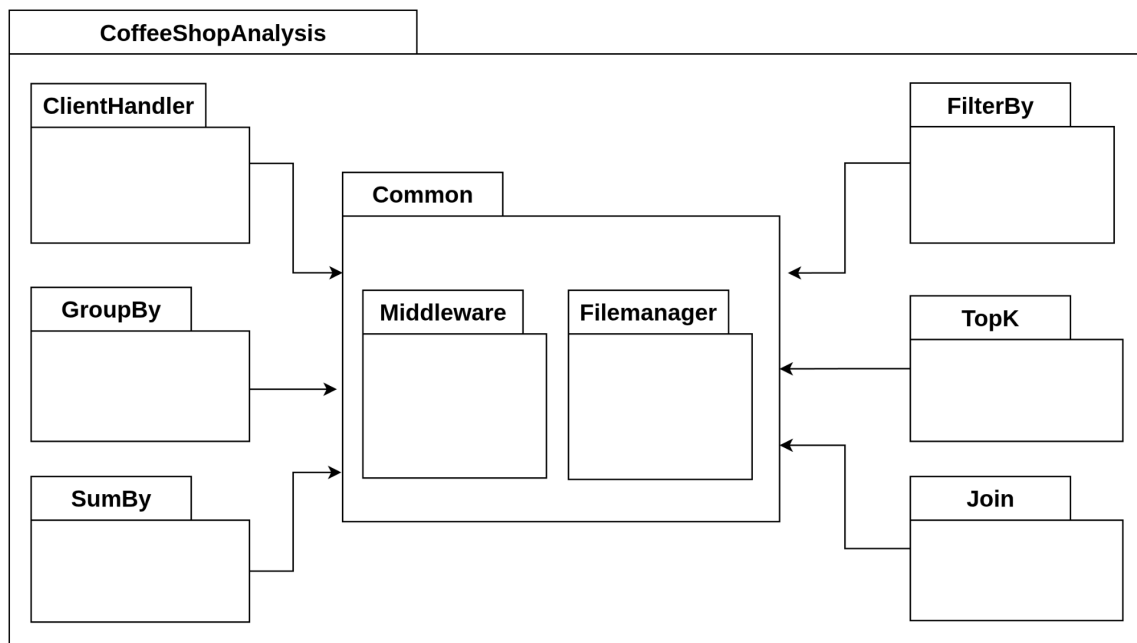 CoffeeShopAnalysis
ClientHandler
FilterBy
Common
GroupBy
Middleware
Filemanager
TopK
SumBy
Join